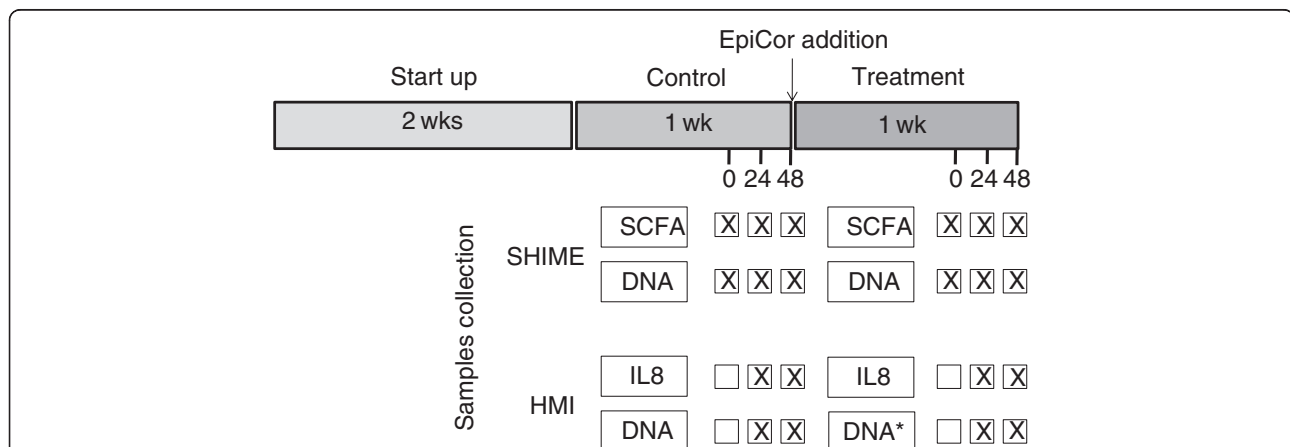 EpiCor addition
Start up Control Treatment
2 wks 1 wk 1 wk
0 24 48 0 24 48
Samples collection
SHIME
SCFA X X X SCFA X X X
DNA X X X DNA X X X
HMI
IL8 X X IL8 X X
DNA X X DNA* X X